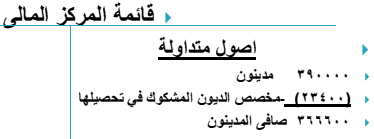 قائمة المركز المالى
اصول متداولة
٣٩٠٠٠٠ مدينون
(٢٣٤٠٠) -مخصص الديون المشكوك في تحصيلها
٣٦٦٦٠٠ صافى المدينون